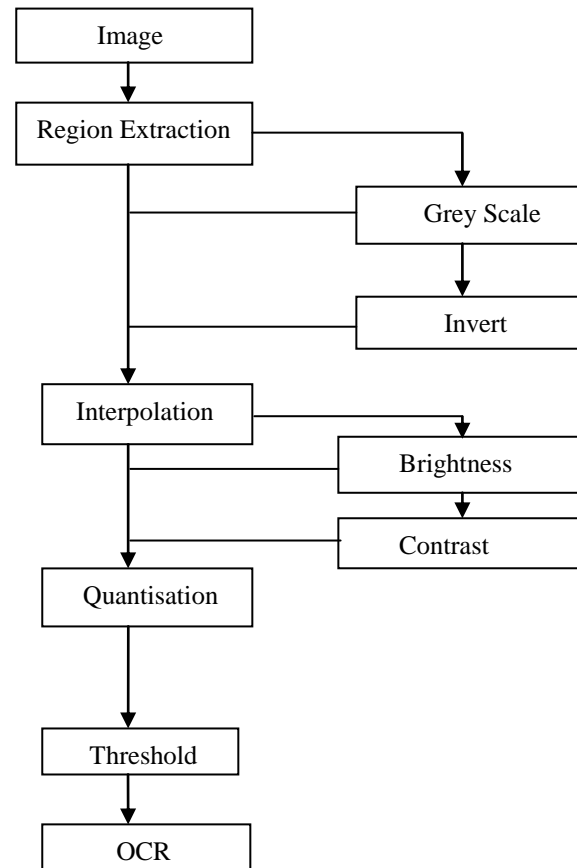 Image
Region Extraction
Grey Scale
Invert
Interpolation
Brightness
Contrast
Quantisation
Threshold
OCR